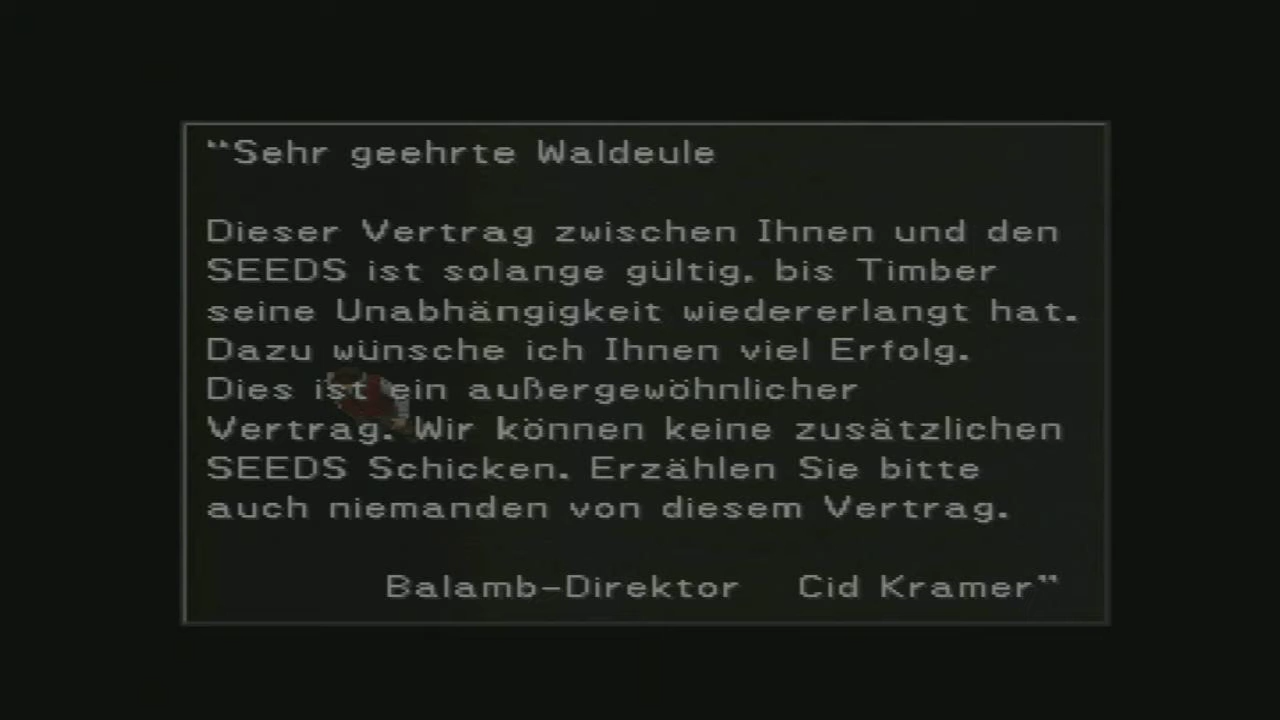 “Sehr geehrte Waldeule
Dieser Vertrag zwischen Ihnen und den
SEEDS ist solange gültig, bis Timber
seine Unabhängigkeit wiedererlangt hat.
Dazu wünsche ich Ihnen viel Erfolg.
Dies ist ein außergewöhnlicher
Vertrag. Wir können keine zusätzlichen
SEEDS Schicken. Erzählen Sie bitte
auch niemanden von diesem Vertrag.
Balamb-Direktor Cid Kramer”